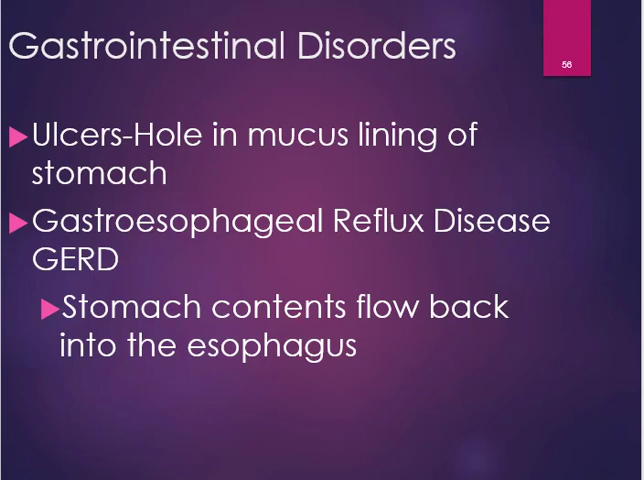 Gastrointestinal Disorders
56
Ulcers-Hole in mucus lining of
stomach
Gastroesophageal Reflux Disease
GERD
Stomach contents flow back
into the esophagus